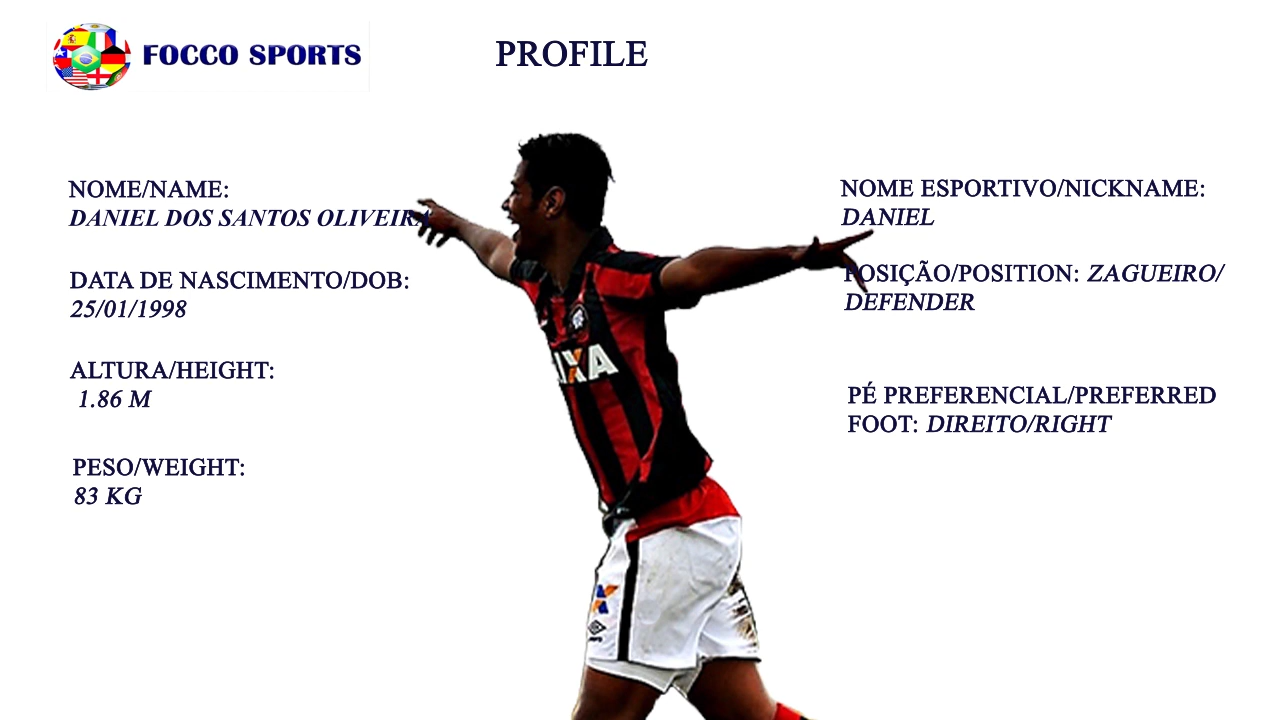 FOCCO SPORTS
PROFILE
NOME/NAME:
DANIEL DOS SANTOS OLIVEIRA
DATA DE NASCIMENTO/DOB:
25/01/1998
ALTURA/HEIGHT:
1.86 M
PESO/WEIGHT:
83 KG
NOME ESPORTIVO/NICKNAME:
DANIEL
POSIÇÃO/POSITION: ZAGUEIRO/
DEFENDER
PÉ PREFERENCIAL/PREFERRED
FOOT: DIREITO/RIGHT